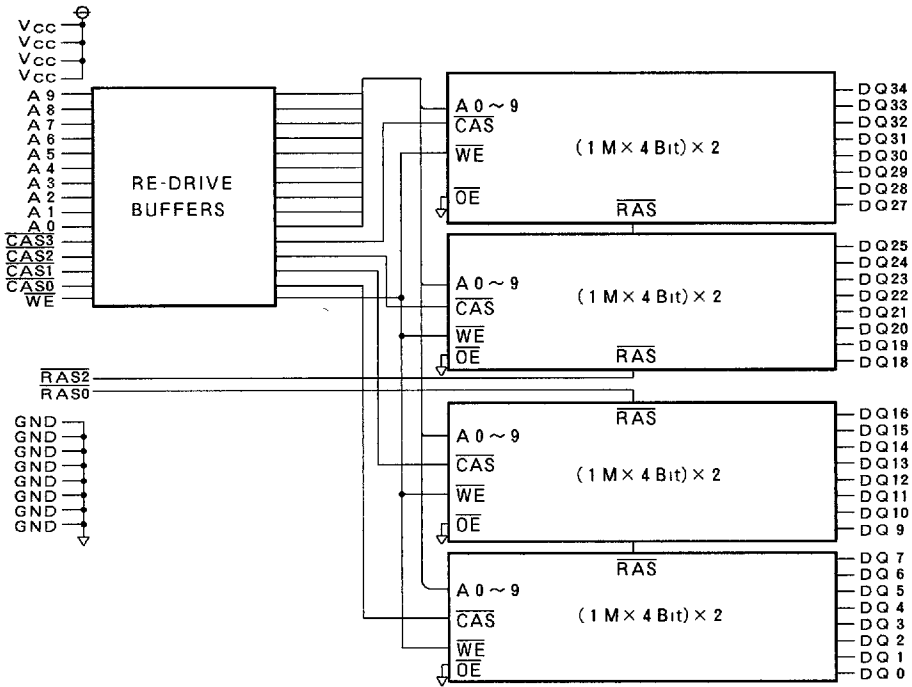 Vcc
Vcc
Vcc
Vcc
A9
A8
A7
A6
A5
A4
A3
A2
A1
A0
CAS3
CAS2
CAS1
CAS0
WE
RE-DRIVE
BUFFERS
RAS2
RAS0
GND
GND
GND
GND
GND
GND
GND
GND
A0~9
CAS
WE
OE
(1M×4Bit)×2
RAS
DQ34
DQ33
DQ32
DQ31
DQ30
DQ29
DQ28
DQ27
A0~9
CAS
WE
OE
(1M×4Bit)×2
RAS
DQ25
DQ24
DQ23
DQ22
DQ21
DQ20
DQ19
DQ18
RAS
A0~9
CAS
WE
OE
(1M×4Bit)×2
DQ16
DQ15
DQ14
DQ13
DQ12
DQ11
DQ10
DQ9
RAS
A0~9
CAS
WE
OE
(1M×4Bit)×2
DQ7
DQ6
DQ5
DQ4
DQ3
DQ2
DQ1
DQ0